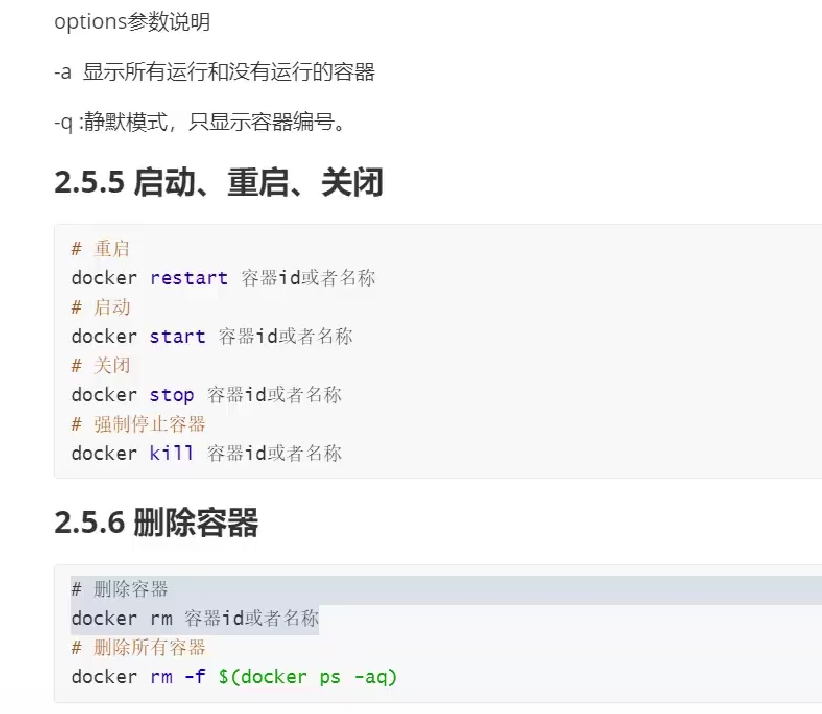 options参数说明
-a 显示所有运行和没有运行的容器
-q :静默模式，只显示容器编号。
2.5.5 启动、重启、关闭
# 重启
docker restart 容器id或者名称
# 启动
docker start 容器id或者名称
# 关闭
docker stop 容器id或者名称
# 强制停止容器
docker kill 容器id或者名称
2.5.6 删除容器
# 删除容器
docker rm 容器id或者名称
# 删除所有容器
docker rm -f $(docker ps -aq)